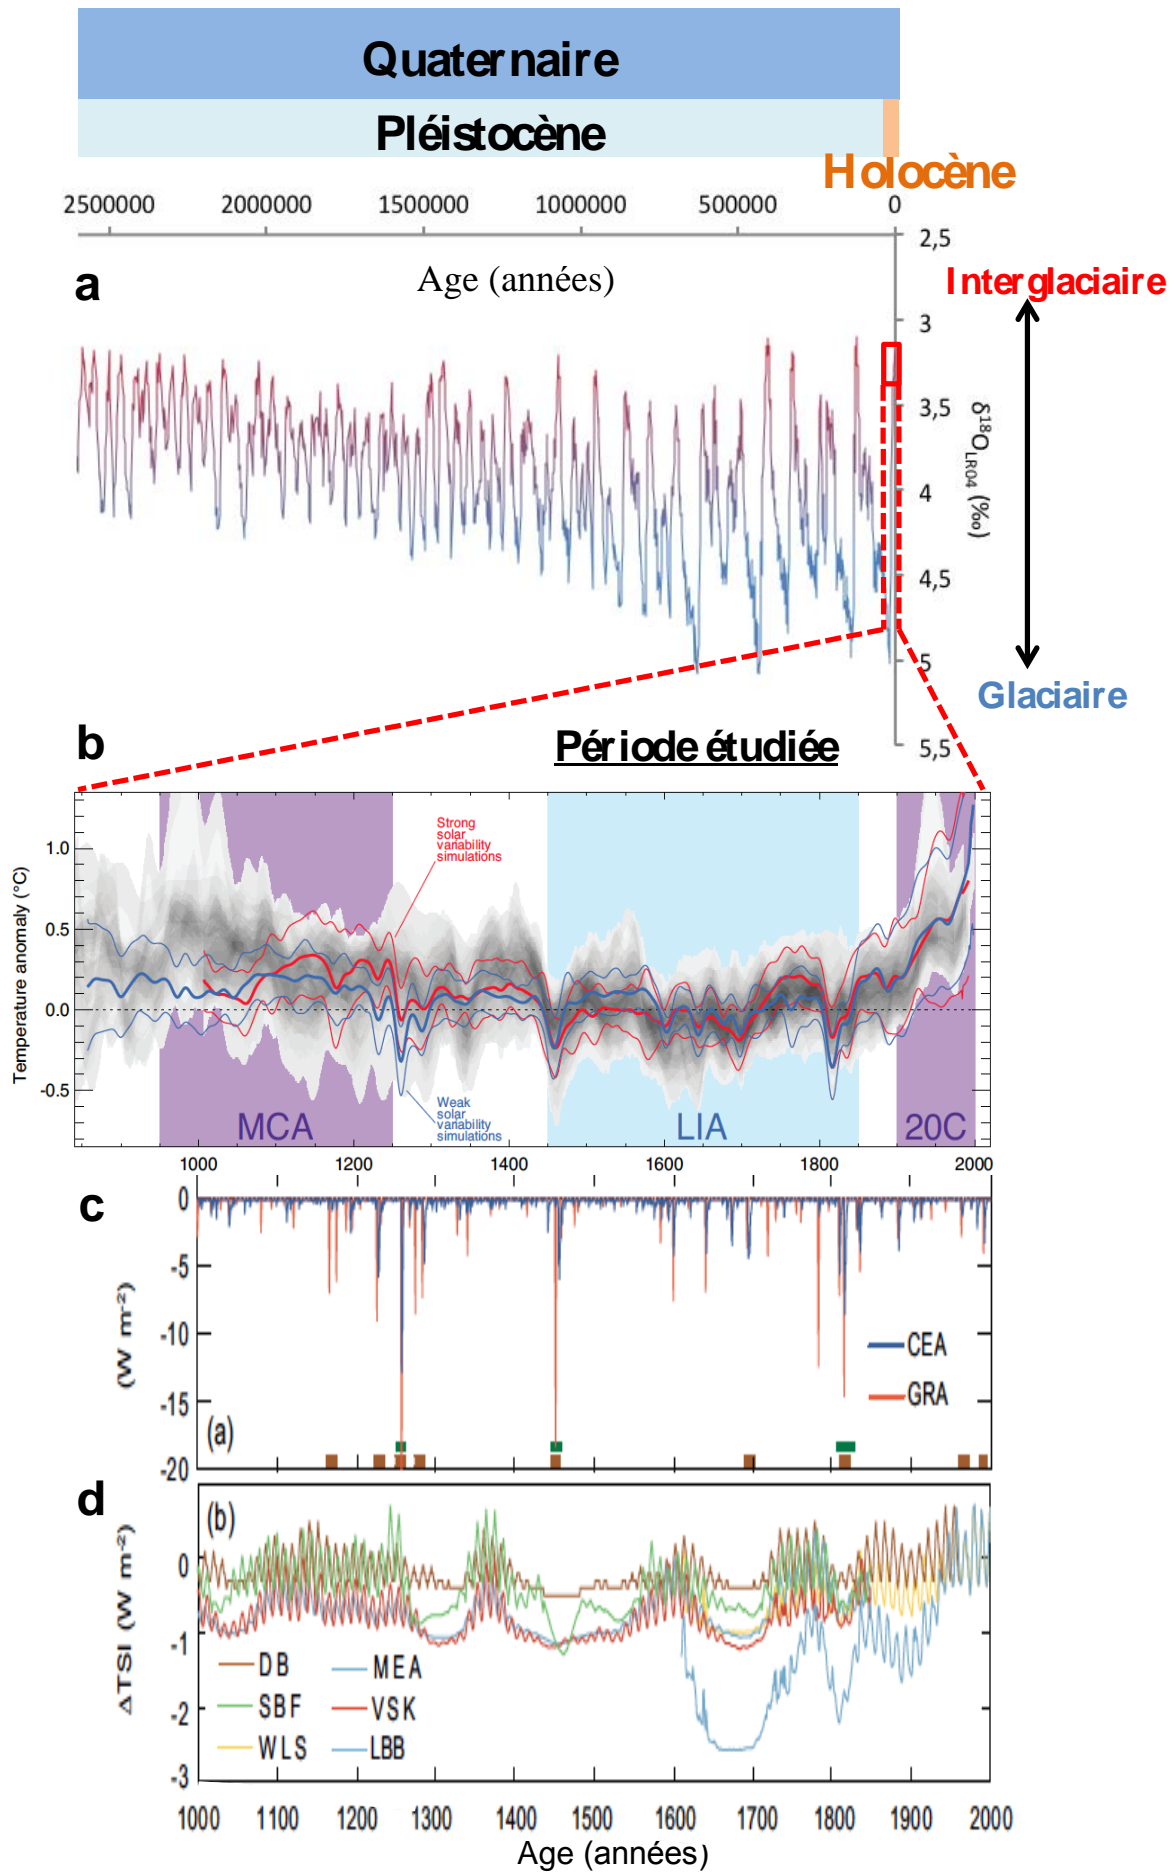 Quaternaire
Pléistocène
Holocène
2500000 2000000 1500000 1000000 500000 0
2,5
a
Age (années)
Interglaciaire
3
3,5
δ¹⁸O LR04 (‰)
4
4,5
5
Glaciaire
b
Période étudiée
5,5
Strong
solar
variability
simulations
1.0
0.5
0.0
-0.5
Temperature anomaly (°C)
Weak
solar
variability
simulations
MCA LIA 20C
1000 1200 1400 1600 1800 2000
c
0
-5
-10
-15
-20
(W m⁻²)
CEA
GRA
(a)
d
(b)
0
-1
-2
-3
ΔTSI (W m⁻²)
DB MEA
SBF VSK
WLS LBB
1000 1100 1200 1300 1400 1500 1600 1700 1800 1900 2000
Age (années)